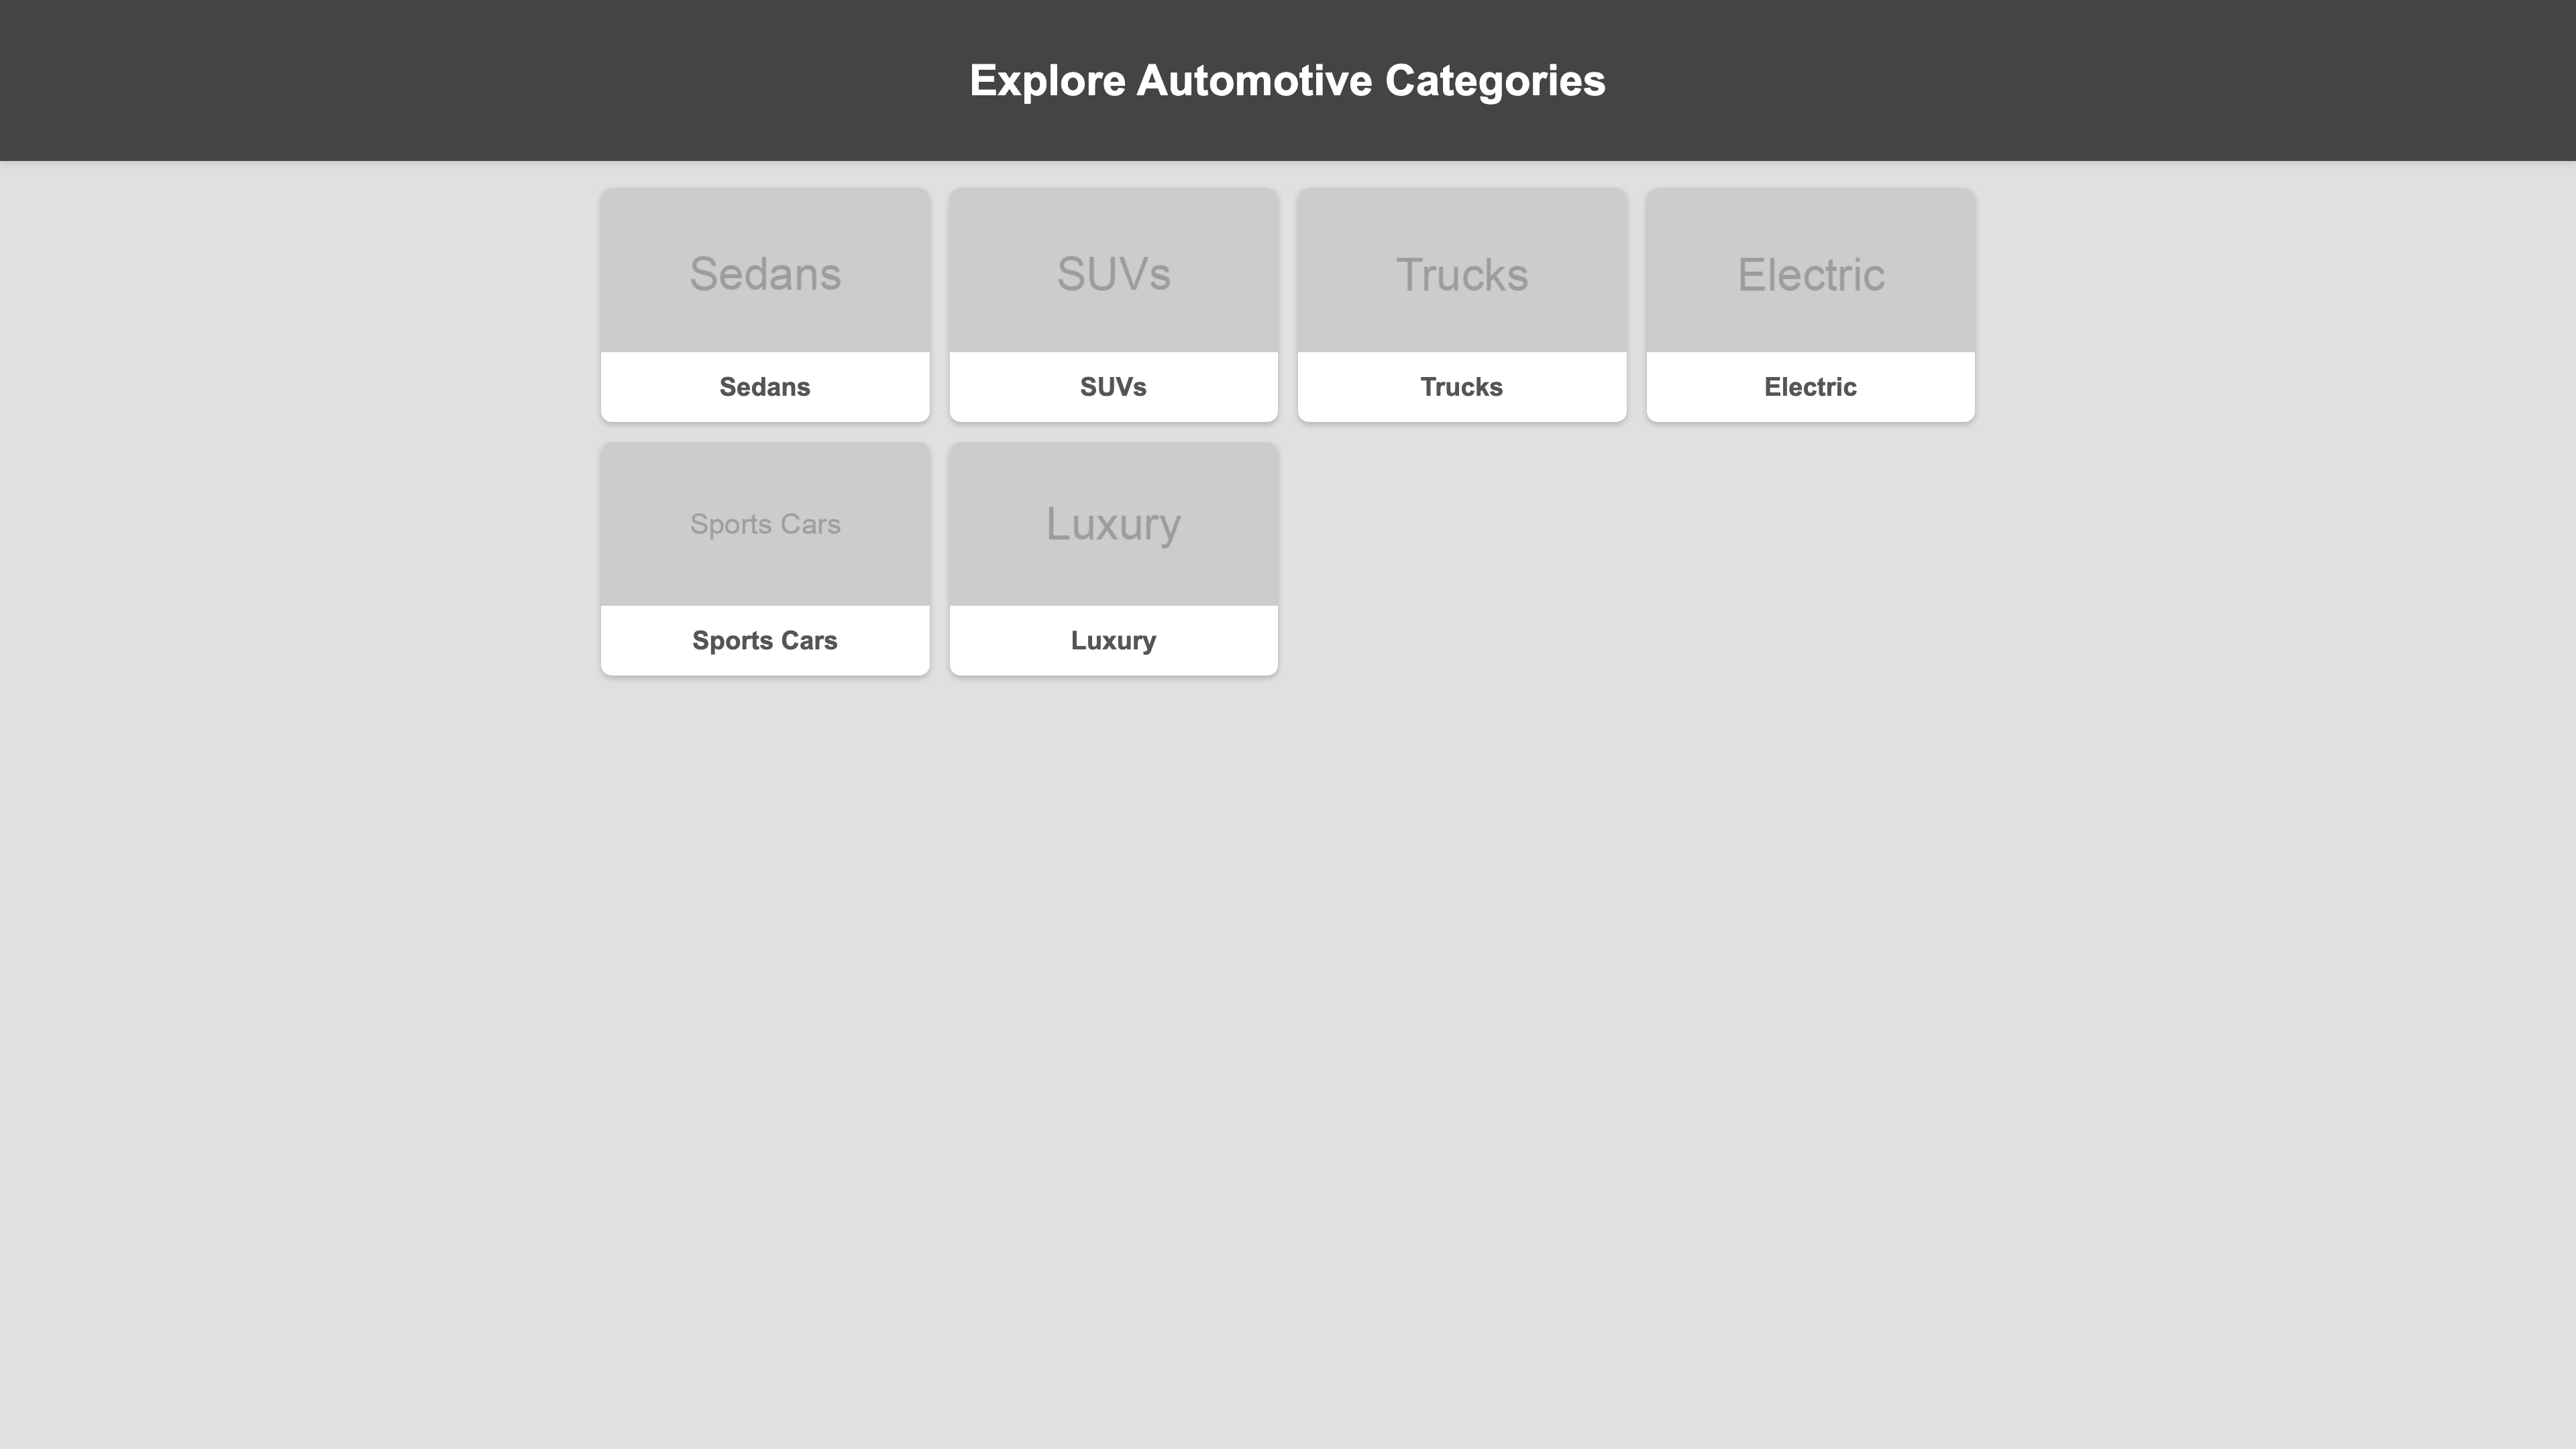 Explore Automotive Categories
Sedans
SUVs
Trucks
Electric
Sedans
SUVs
Trucks
Electric
Sports Cars
Luxury
Sports Cars
Luxury